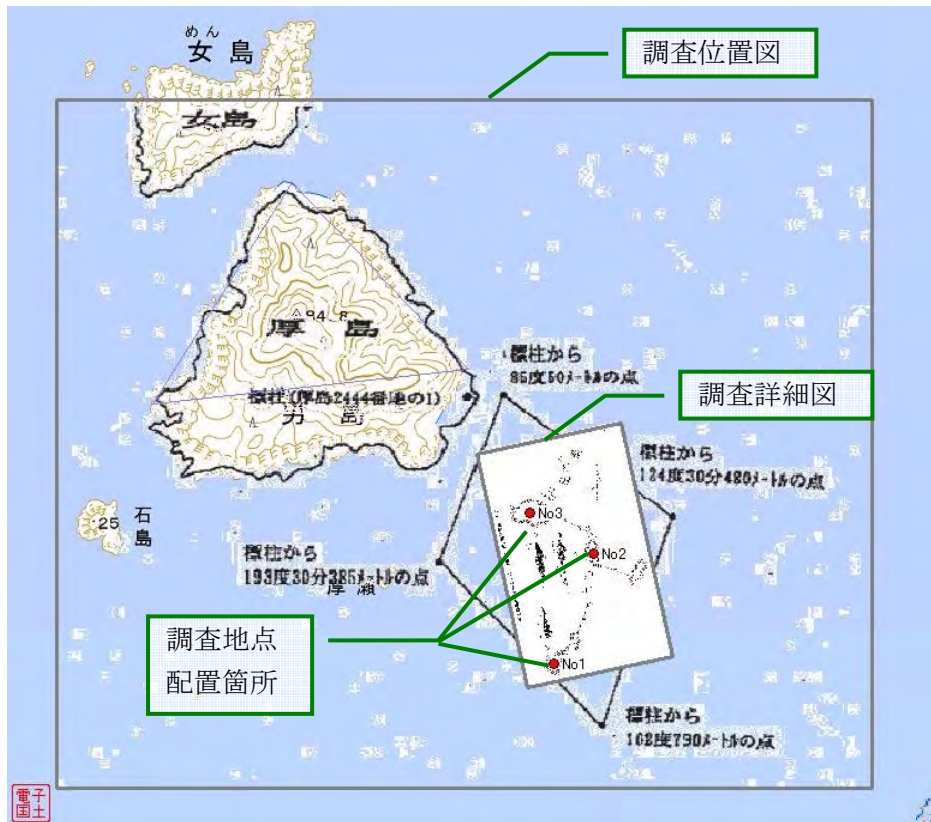 めん
女島
調査位置図
女島
94.8
厚島
標柱から
85度50メートルの点
調査詳細図
標柱(厚島2444番地の1)
標柱から
124度30分480メートルの点
25
石島
No3
No2
標柱から
193度30分385メートルの点
厚瀬
調査地点
配置箇所
No1
標柱から
162度790メートルの点
電子
国土